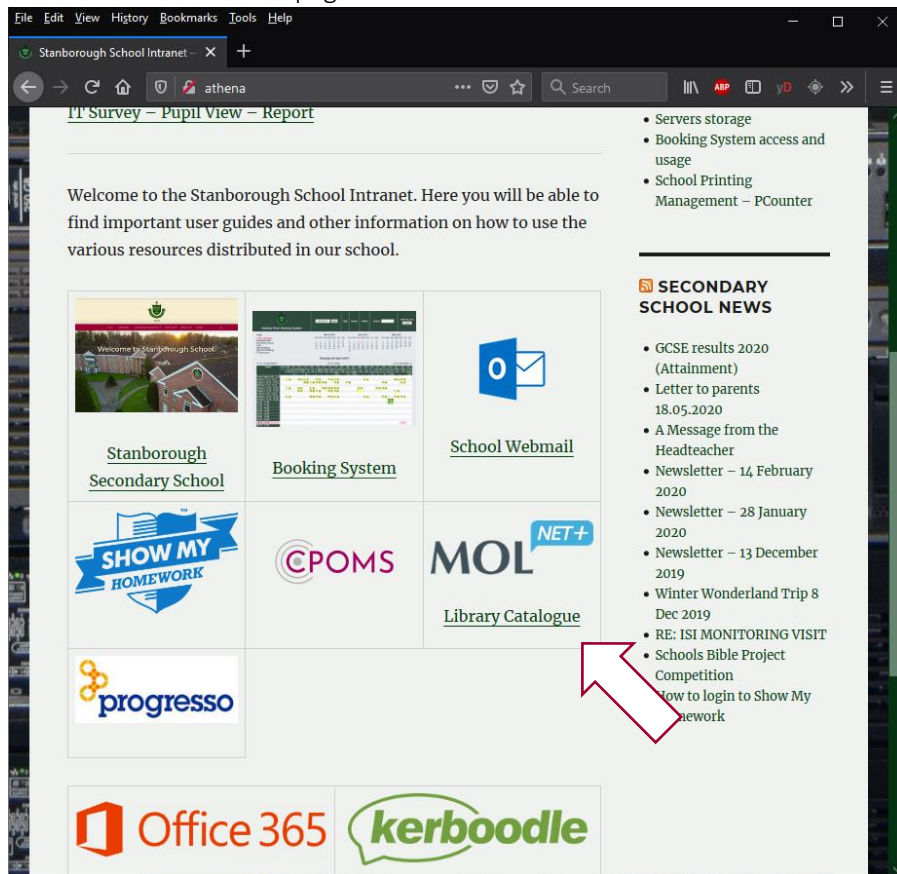 File Edit View History Bookmarks Tools Help
Stanborough School Intranet –
athena
Search
ABP
yD
IT Survey – Pupil View – Report
Welcome to the Stanborough School Intranet. Here you will be able to
find important user guides and other information on how to use the
various resources distributed in our school.
Welcome to Stanborough School
Stanborough
Secondary School
Booking System
School Webmail
SHOW MY
HOMEWORK
CPOMS
MOL NET+
Library Catalogue
progresso
Office 365
kerboodle
Servers storage
Booking System access and
usage
School Printing
Management – PCounter
SECONDARY
SCHOOL NEWS
GCSE results 2020
(Attainment)
Letter to parents
18.05.2020
A Message from the
Headteacher
Newsletter – 14 February
2020
Newsletter – 28 January
2020
Newsletter – 13 December
2019
Winter Wonderland Trip 8
Dec 2019
RE: ISI MONITORING VISIT
Schools Bible Project
Competition
How to login to Show My